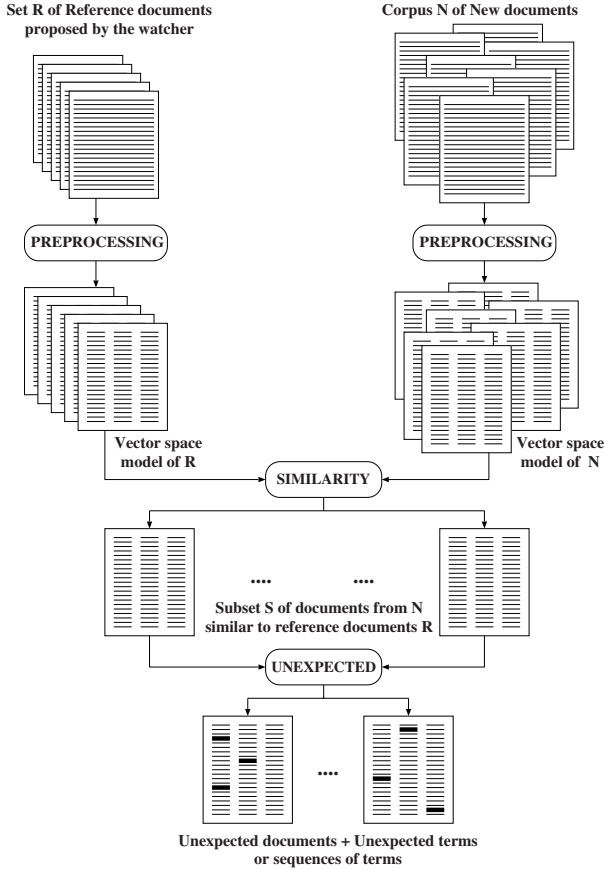 Set R of Reference documents
proposed by the watcher
Corpus N of New documents
PREPROCESSING
PREPROCESSING
Vector space
model of R
Vector space
model of N
SIMILARITY
....
....
Subset S of documents from N
similar to reference documents R
UNEXPECTED
....
Unexpected documents + Unexpected terms
or sequences of terms